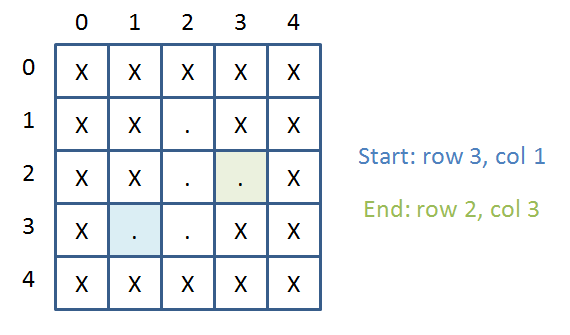 0 1 2 3 4
0 X X X X X
1 X X . X X
2 X X . . X
3 X . . X X
4 X X X X X
Start: row 3, col 1
End: row 2, col 3